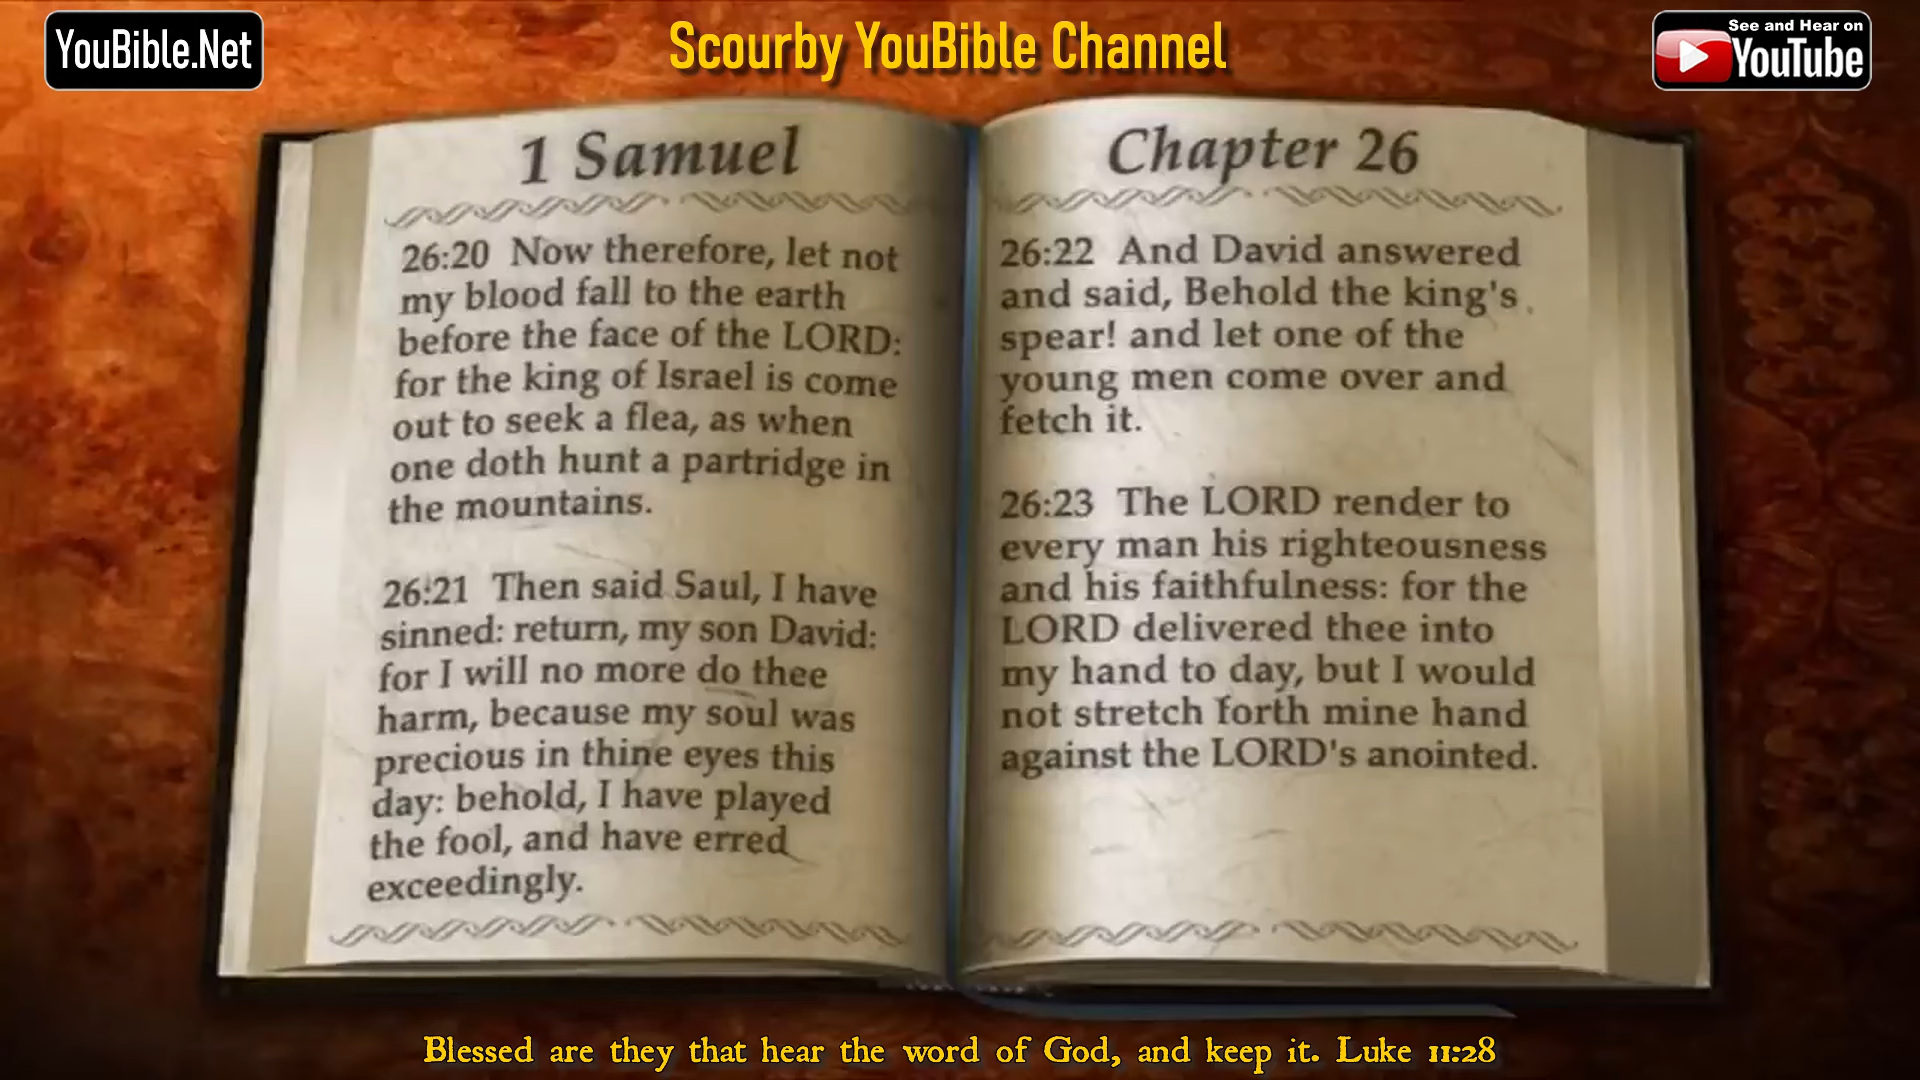 YouBible.Net
Scourby YouBible Channel
See and Hear on
YouTube
1 Samuel
26:20 Now therefore, let not
my blood fall to the earth
before the face of the LORD:
for the king of Israel is come
out to seek a flea, as when
one doth hunt a partridge in
the mountains.
26:21 Then said Saul, I have
sinned: return, my son David:
for I will no more do thee
harm, because my soul was
precious in thine eyes this
day: behold, I have played
the fool, and have erred
exceedingly.
Chapter 26
26:22 And David answered
and said, Behold the king's
spear! and let one of the
young men come over and
fetch it.
26:23 The LORD render to
every man his righteousness
and his faithfulness: for the
LORD delivered thee into
my hand to day, but I would
not stretch forth mine hand
against the LORD's anointed.
Blessed are they that hear the word of God, and keep it. Luke 11:28